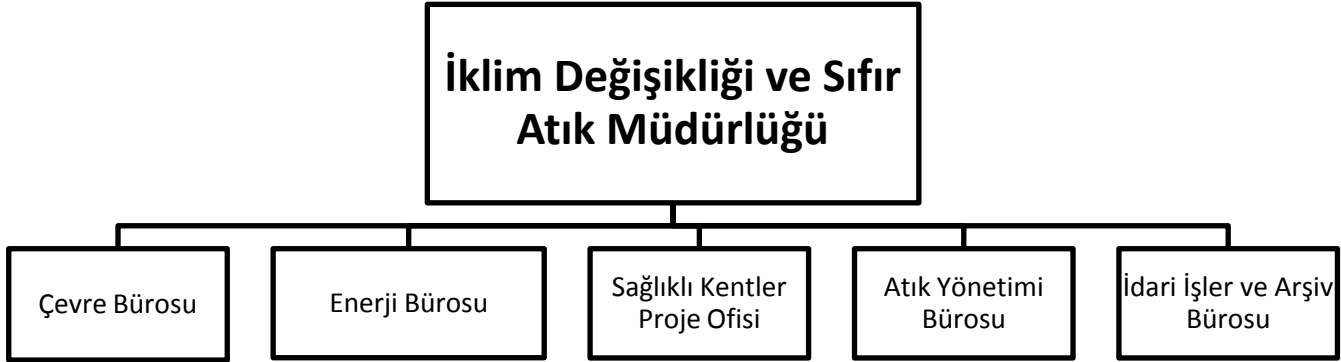 İklim Değişikliği ve Sıfır
Atık Müdürlüğü
Çevre Bürosu
Enerji Bürosu
Sağlıklı Kentler
Proje Ofisi
Atık Yönetimi
Bürosu
İdari İşler ve Arşiv
Bürosu